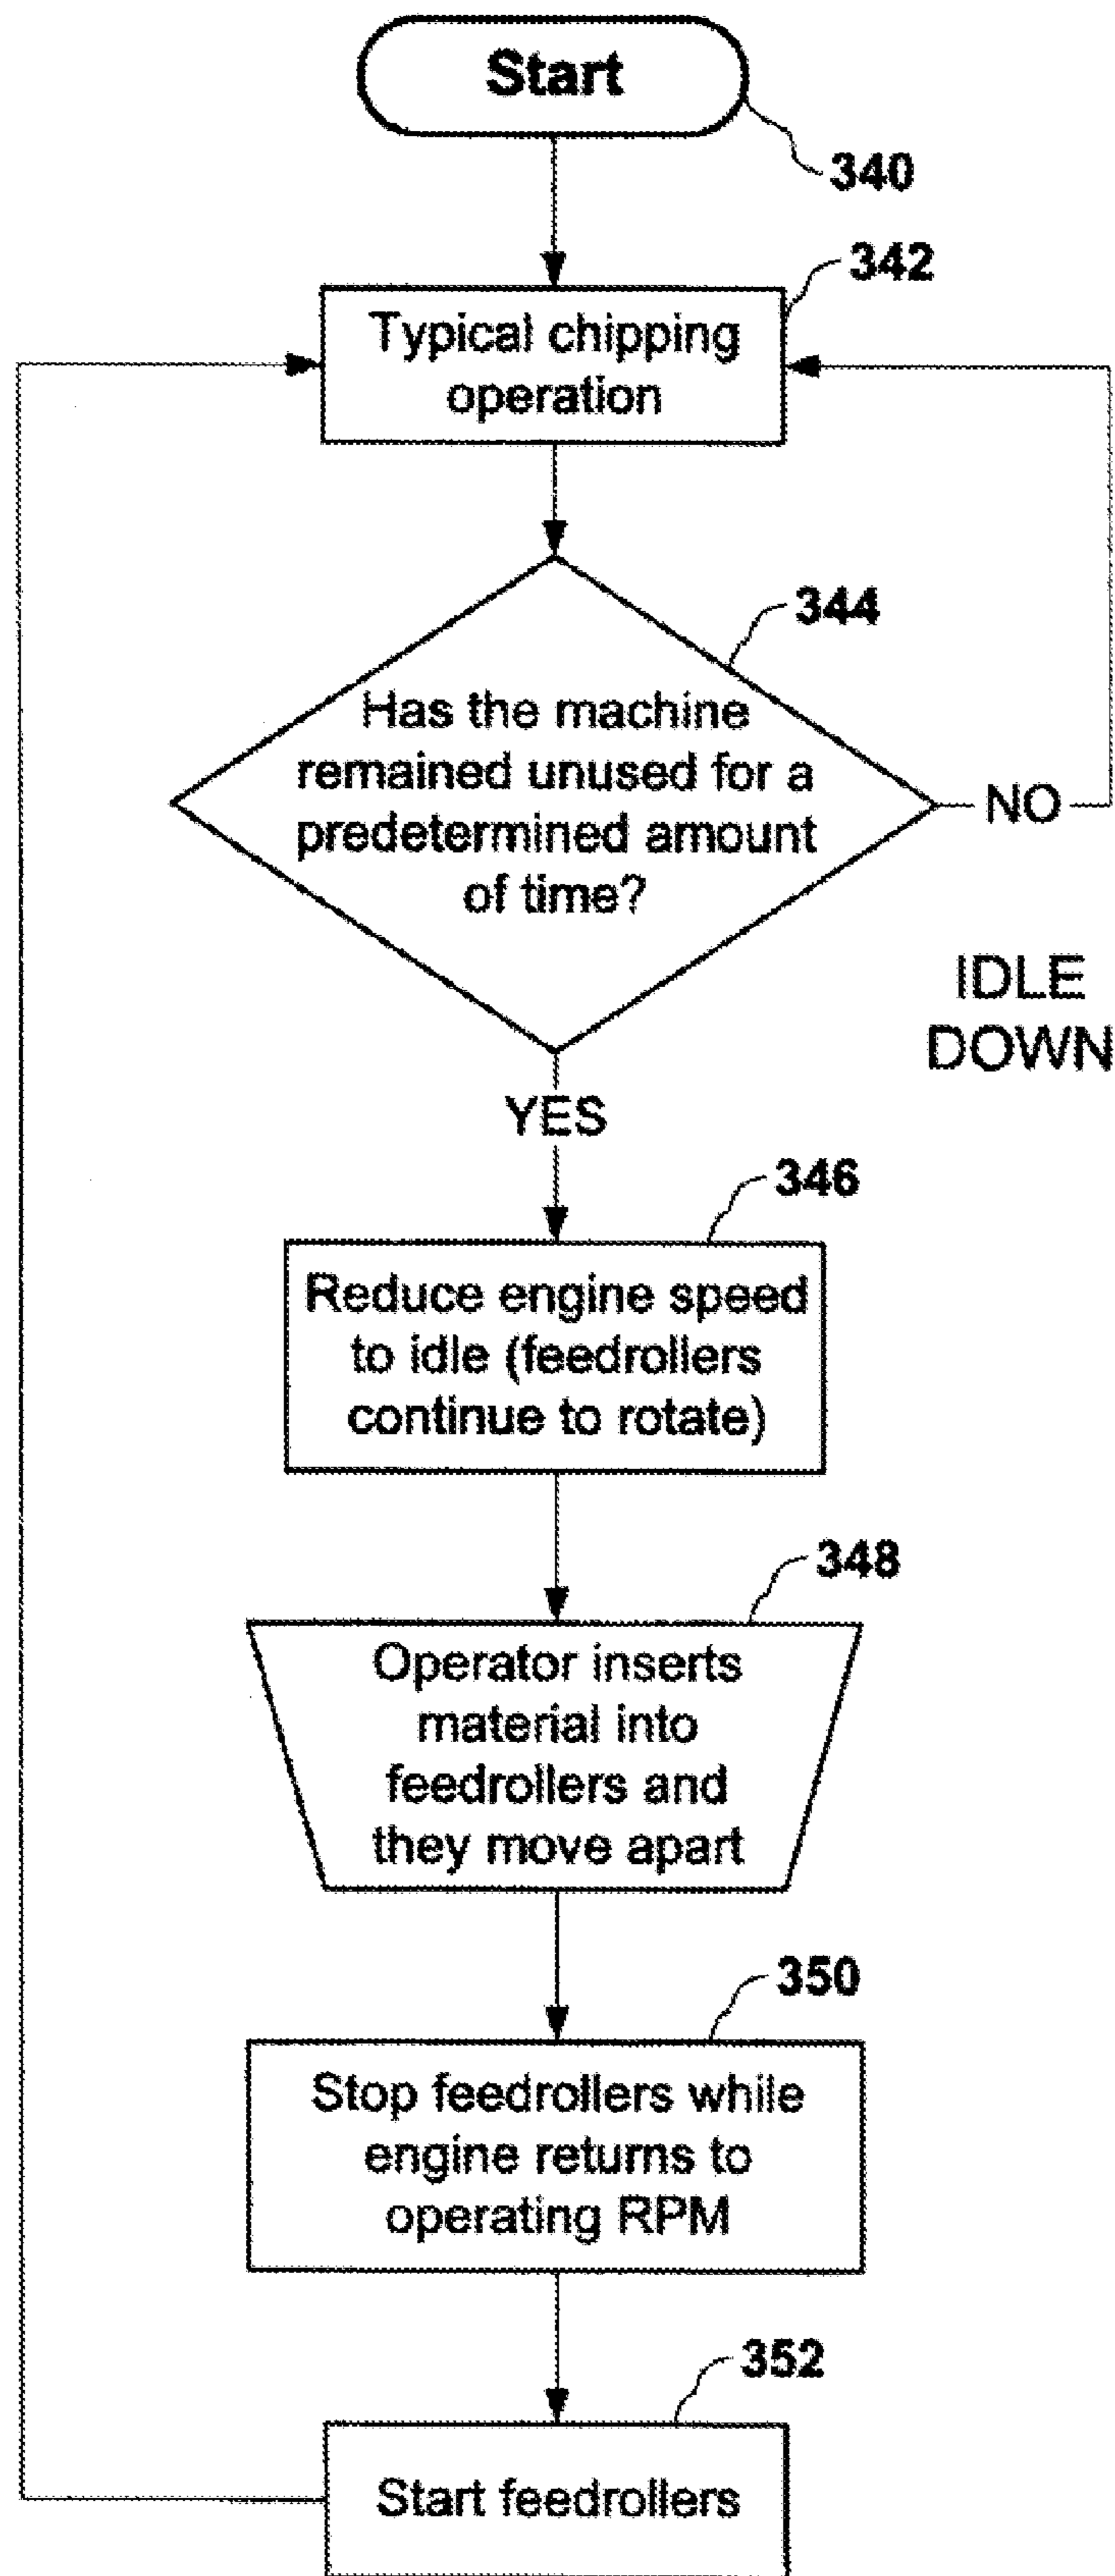 Start
340
342
Typical chipping
operation
344
Has the machine
remained unused for a
predetermined amount
of time?
NO
IDLE
DOWN
YES
346
Reduce engine speed
to idle (feedrollers
continue to rotate)
348
Operator inserts
material into
feedrollers and
they move apart
350
Stop feedrollers while
engine returns to
operating RPM
352
Start feedrollers